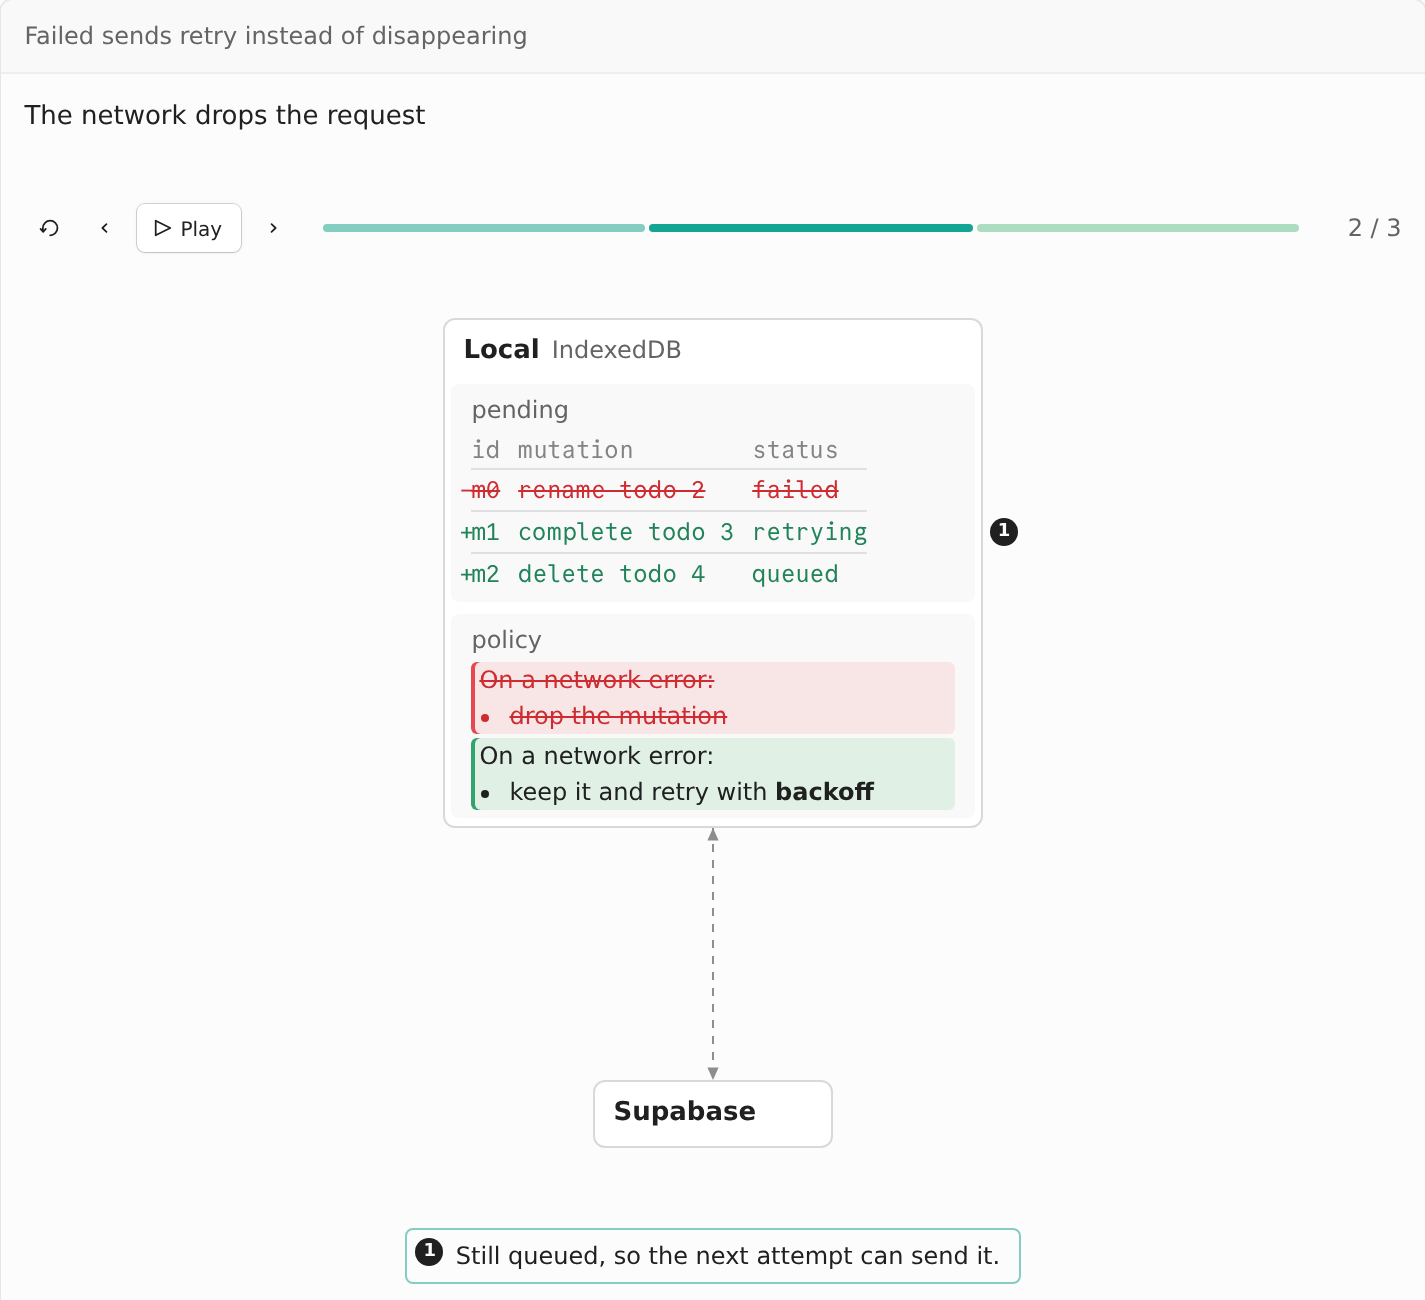 Failed sends retry instead of disappearing
The network drops the request
Play
2 / 3
Local IndexedDB
pending
id mutation status
-m0 rename todo 2 failed
+m1 complete todo 3 retrying
1
+m2 delete todo 4 queued
policy
On a network error:
• drop the mutation
On a network error:
• keep it and retry with backoff
Supabase
1 Still queued, so the next attempt can send it.